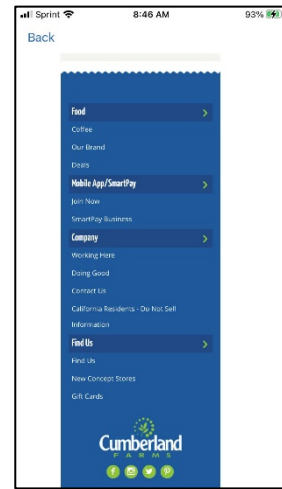 Sprint 8:46 AM 93%
Back
Food
Coffee
Our Brand
Deals
Mobile App/SmartPay
Join Now
SmartPay Business
Company
Working Here
Doing Good
Contact Us
California Residents - Do Not Sell
Information
Find Us
Find Us
New Concept Stores
Gift Cards
Cumberland
FARMS